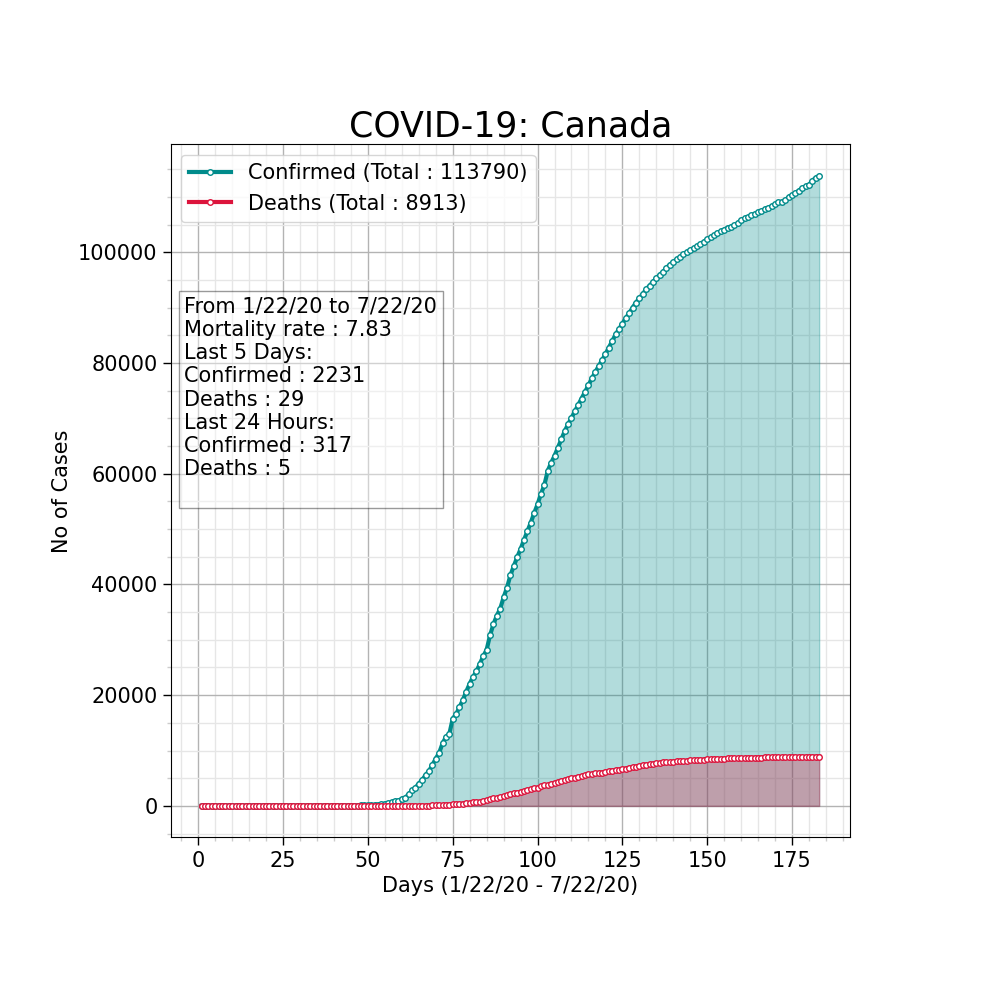 COVID-19: Canada
Confirmed (Total : 113790)
Deaths (Total : 8913)
From 1/22/20 to 7/22/20
Mortality rate : 7.83
Last 5 Days:
Confirmed : 2231
Deaths : 29
Last 24 Hours:
Confirmed : 317
Deaths : 5
No of Cases
100000
80000
60000
40000
20000
0
0 25 50 75 100 125 150 175
Days (1/22/20 - 7/22/20)